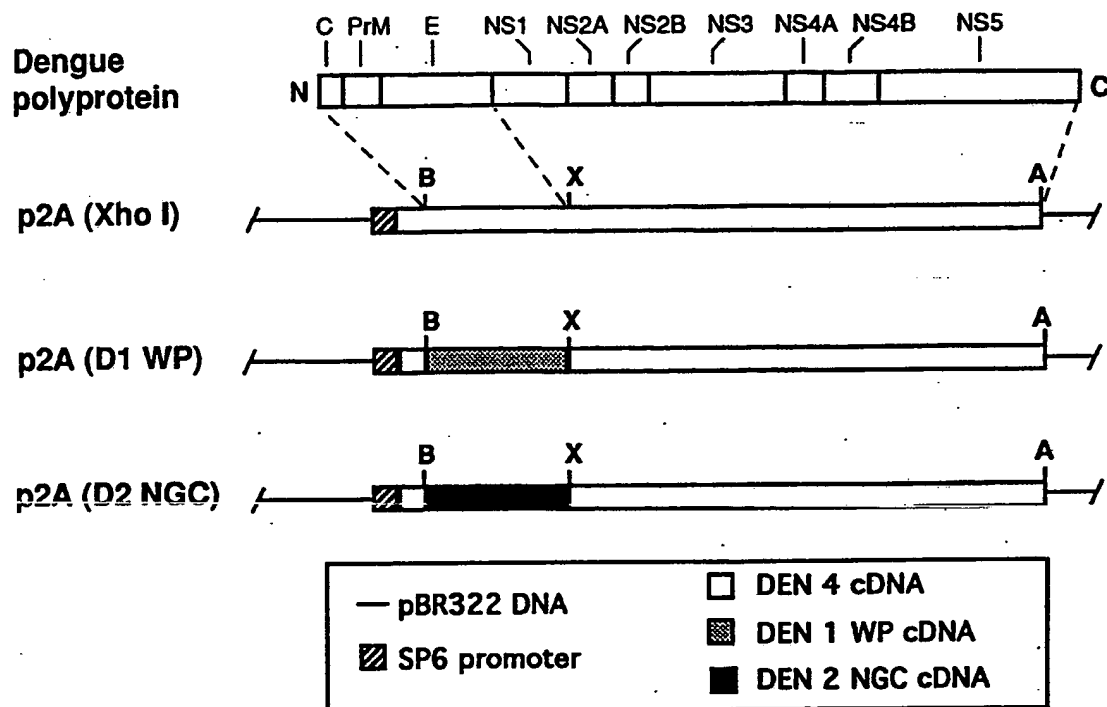 C PrM E NS1 NS2A NS2B NS3 NS4A NS4B NS5
Dengue
polyprotein
N C
B X A
p2A (Xho I)
B X A
p2A (D1 WP)
B X A
p2A (D2 NGC)
pBR322 DNA
SP6 promoter
DEN 4 cDNA
DEN 1 WP cDNA
DEN 2 NGC cDNA